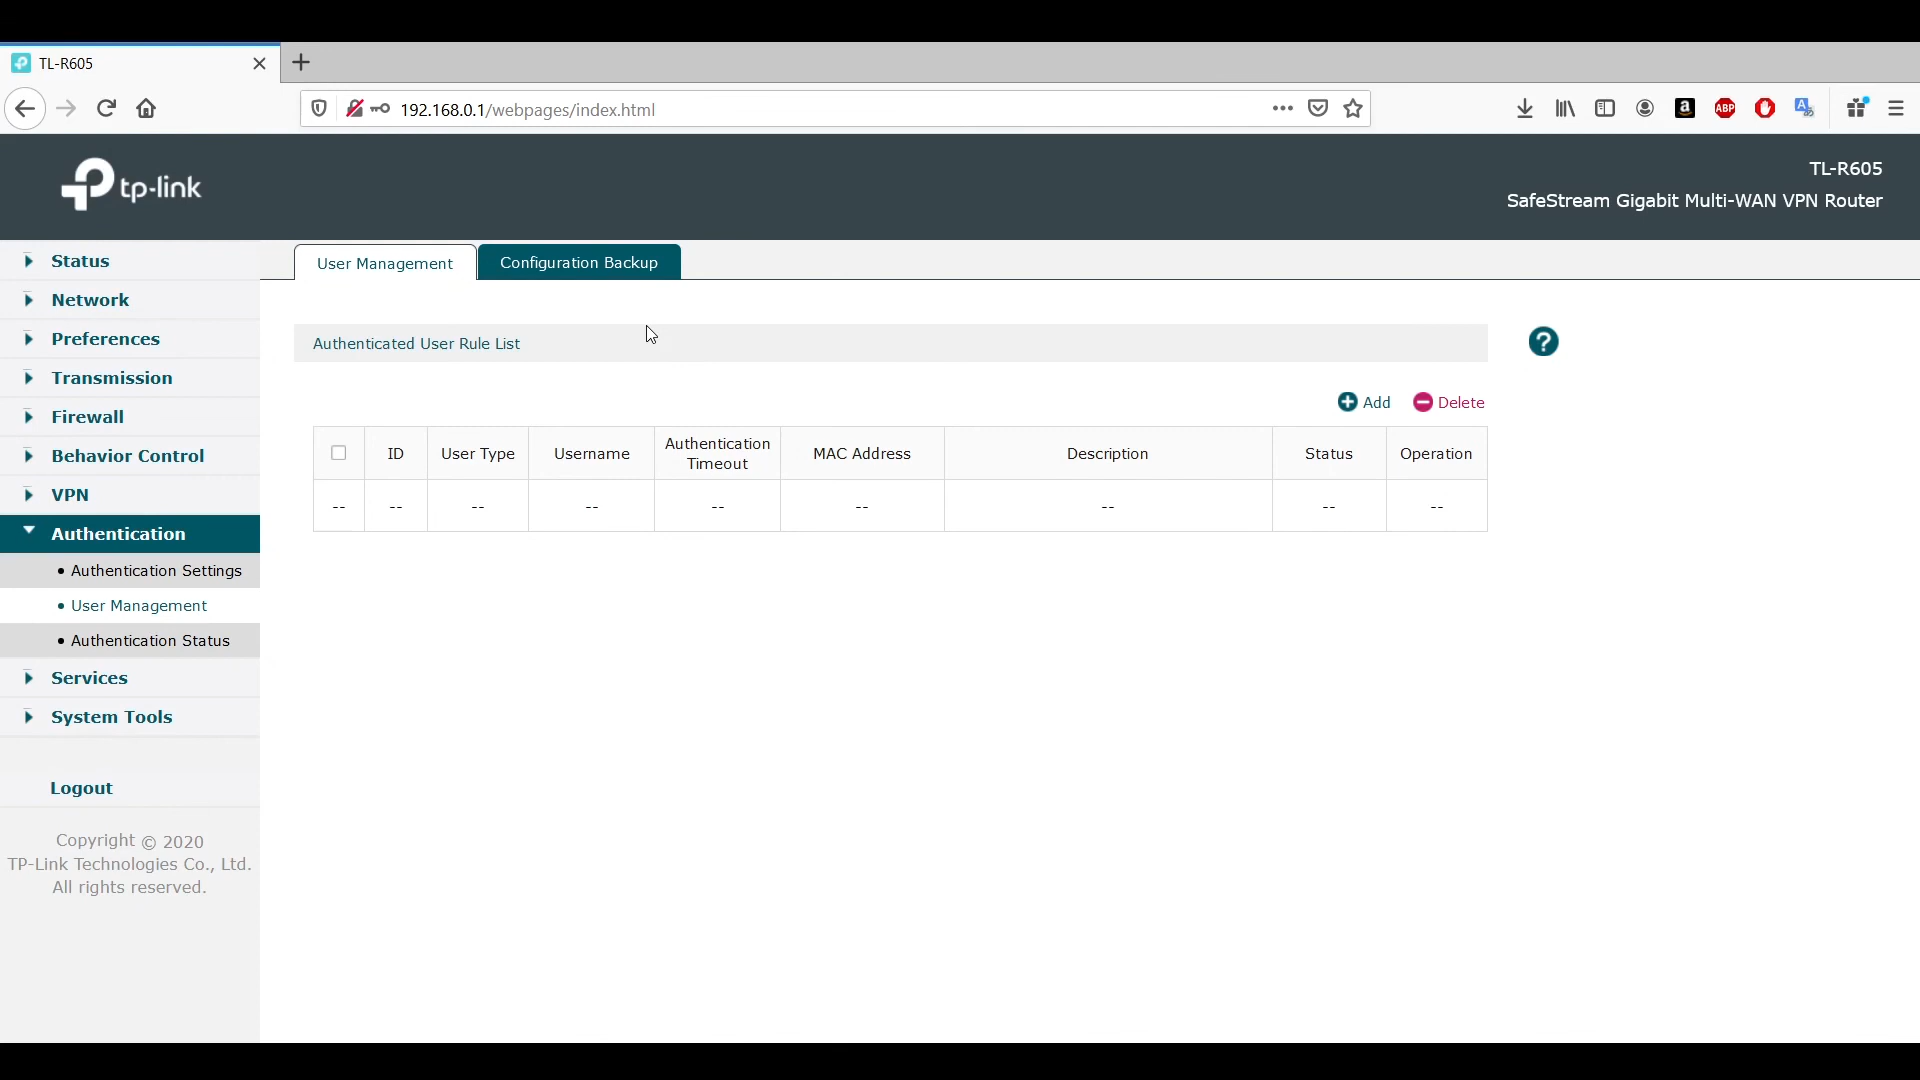 TL-R605
192.168.0.1/webpages/index.html
ABP
tp-link
TL-R605
SafeStream Gigabit Multi-WAN VPN Router
Status
Network
Preferences
Transmission
Firewall
Behavior Control
VPN
Authentication
Authentication Settings
User Management
Authentication Status
Services
System Tools
Logout
Copyright © 2020
TP-Link Technologies Co., Ltd.
All rights reserved.
User Management
Configuration Backup
Authenticated User Rule List
?
Add
Delete
ID
User Type
Username
Authentication
Timeout
MAC Address
Description
Status
Operation
-- -- -- -- -- -- -- -- --